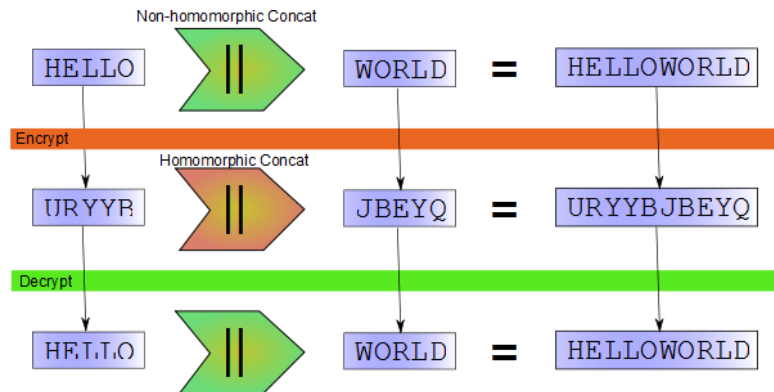 Non-homomorphic Concat
HELLO || WORLD = HELLOWORLD
Encrypt
Homomorphic Concat
URYYB || JBEYQ = URYYBJBEYQ
Decrypt
HELLO || WORLD = HELLOWORLD